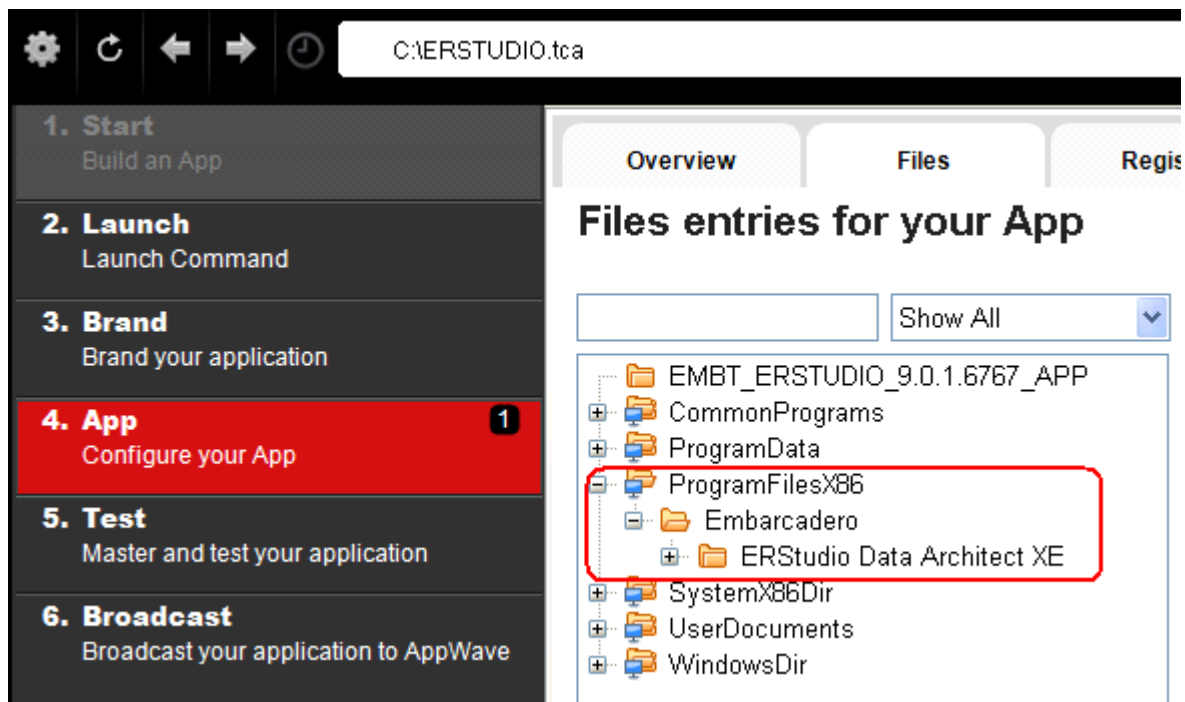 C:\ERSTUDIO.tca
1. Start
Build an App
2. Launch
Launch Command
3. Brand
Brand your application
4. App 1
Configure your App
5. Test
Master and test your application
6. Broadcast
Broadcast your application to AppWave
Overview Files Regis
Files entries for your App
Show All
EMBT_ERSTUDIO_9.0.1.6767_APP
CommonPrograms
ProgramData
ProgramFilesX86
Embarcadero
ERStudio Data Architect XE
SystemX86Dir
UserDocuments
WindowsDir